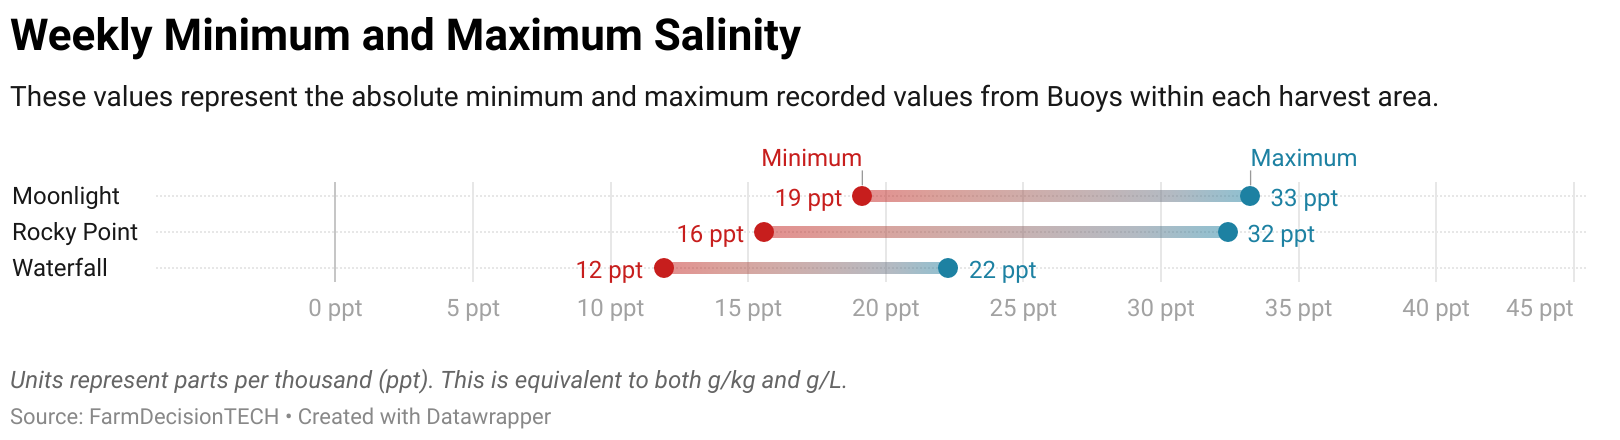 Weekly Minimum and Maximum Salinity
These values represent the absolute minimum and maximum recorded values from Buoys within each harvest area.
Minimum Maximum
Moonlight 19 ppt 33 ppt
Rocky Point 16 ppt 32 ppt
Waterfall 12 ppt 22 ppt
0 ppt 5 ppt 10 ppt 15 ppt 20 ppt 25 ppt 30 ppt 35 ppt 40 ppt 45 ppt
Units represent parts per thousand (ppt). This is equivalent to both g/kg and g/L.
Source: FarmDecisionTECH • Created with Datawrapper